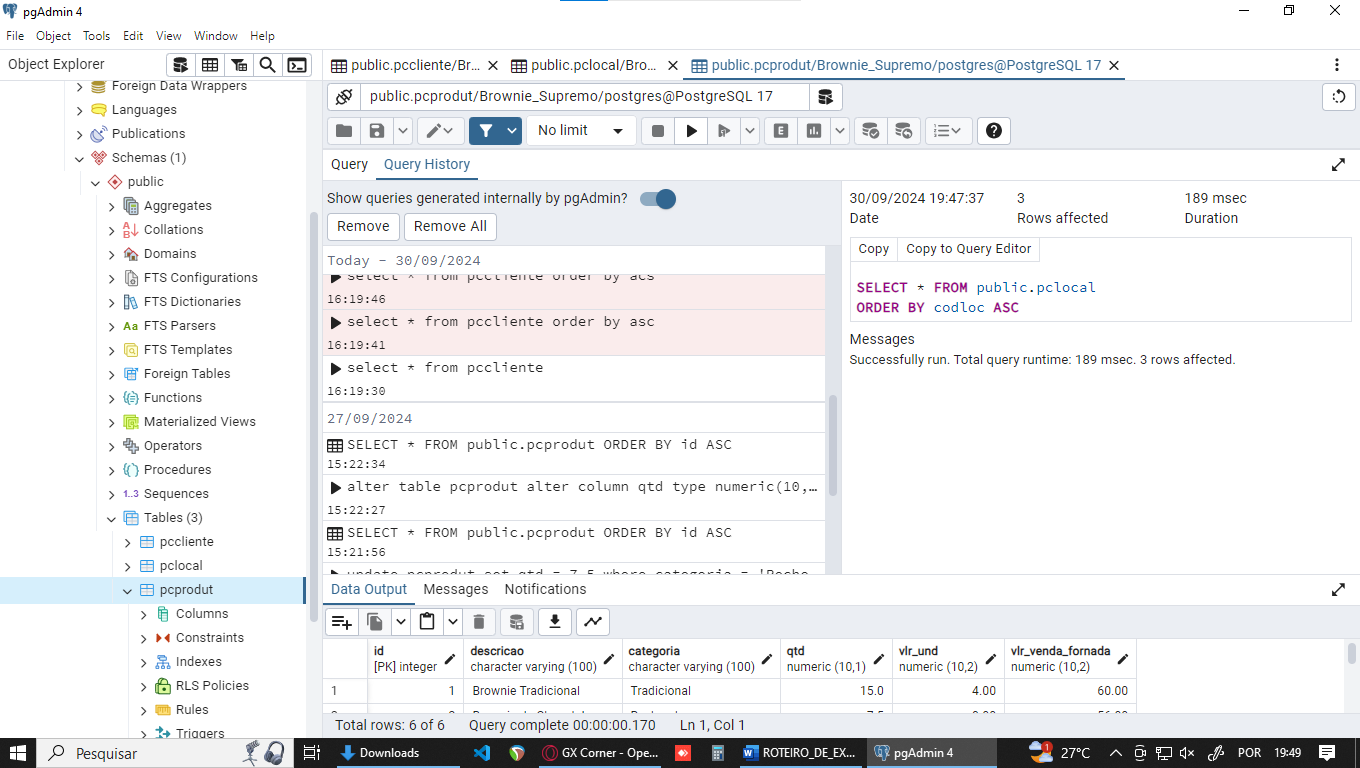 pgAdmin 4
File Object Tools Edit View Window Help
Object Explorer
Foreign Data Wrappers
Languages
Publications
Schemas (1)
public
Aggregates
Collations
Domains
FTS Configurations
FTS Dictionaries
Aa FTS Parsers
FTS Templates
Foreign Tables
Functions
Materialized Views
Operators
Procedures
1..3 Sequences
Tables (3)
pccliente
pclocal
pcprodut
Columns
Constraints
Indexes
RLS Policies
Rules
Triggers
public.pccliente/Br... public.pclocal/Bro... public.pcprodut/Brownie_Supremo/postgres@PostgreSQL 17
public.pcprodut/Brownie_Supremo/postgres@PostgreSQL 17
No limit
E
Query Query History
Show queries generated internally by pgAdmin?
Remove Remove All
Today - 30/09/2024
select * from pccliente order by acs
16:19:46
select * from pccliente order by asc
16:19:41
select * from pccliente
16:19:30
27/09/2024
SELECT * FROM public.pcprodut ORDER BY id ASC
15:22:34
alter table pcprodut alter column qtd type numeric(10,…
15:22:27
SELECT * FROM public.pcprodut ORDER BY id ASC
15:21:56
update pcprodut set qtd = 7.5 where categoria = 'Reche
30/09/2024 19:47:37 3 189 msec
Date Rows affected Duration
Copy Copy to Query Editor
SELECT * FROM public.pclocal
ORDER BY codloc ASC
Messages
Successfully run. Total query runtime: 189 msec. 3 rows affected.
Data Output Messages Notifications
id descricao categoria qtd vlr_und vlr_venda_fornada
[PK] integer character varying (100) character varying (100) numeric (10,1) numeric (10,2) numeric (10,2)
1 1 Brownie Tradicional Tradicional 15.0 4.00 60.00
Total rows: 6 of 6 Query complete 00:00:00.170 Ln 1, Col 1
Pesquisar Downloads GX Corner - Ope... ROTEIRO_DE_EX... pgAdmin 4 1 27°C POR 19:49